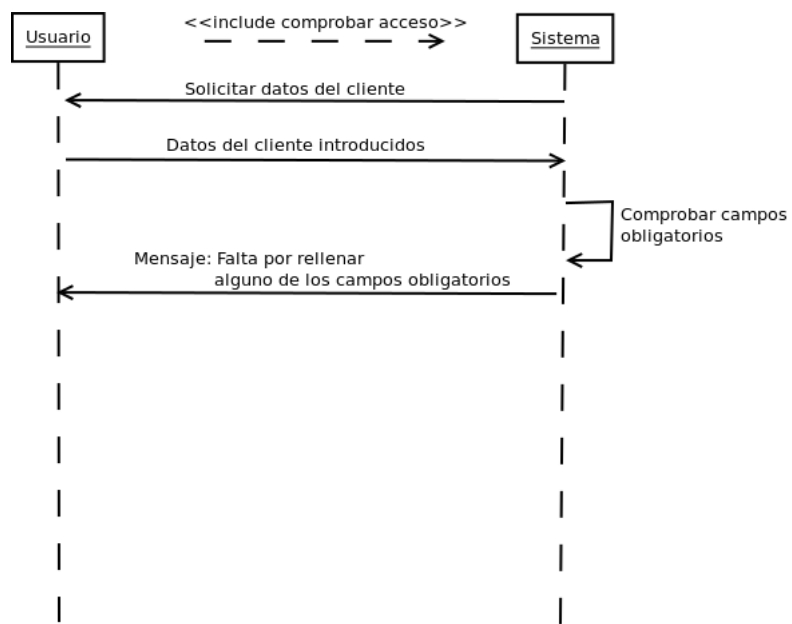 <<include comprobar acceso>>
Usuario
Sistema
Solicitar datos del cliente
Datos del cliente introducidos
Comprobar campos
obligatorios
Mensaje: Falta por rellenar
alguno de los campos obligatorios